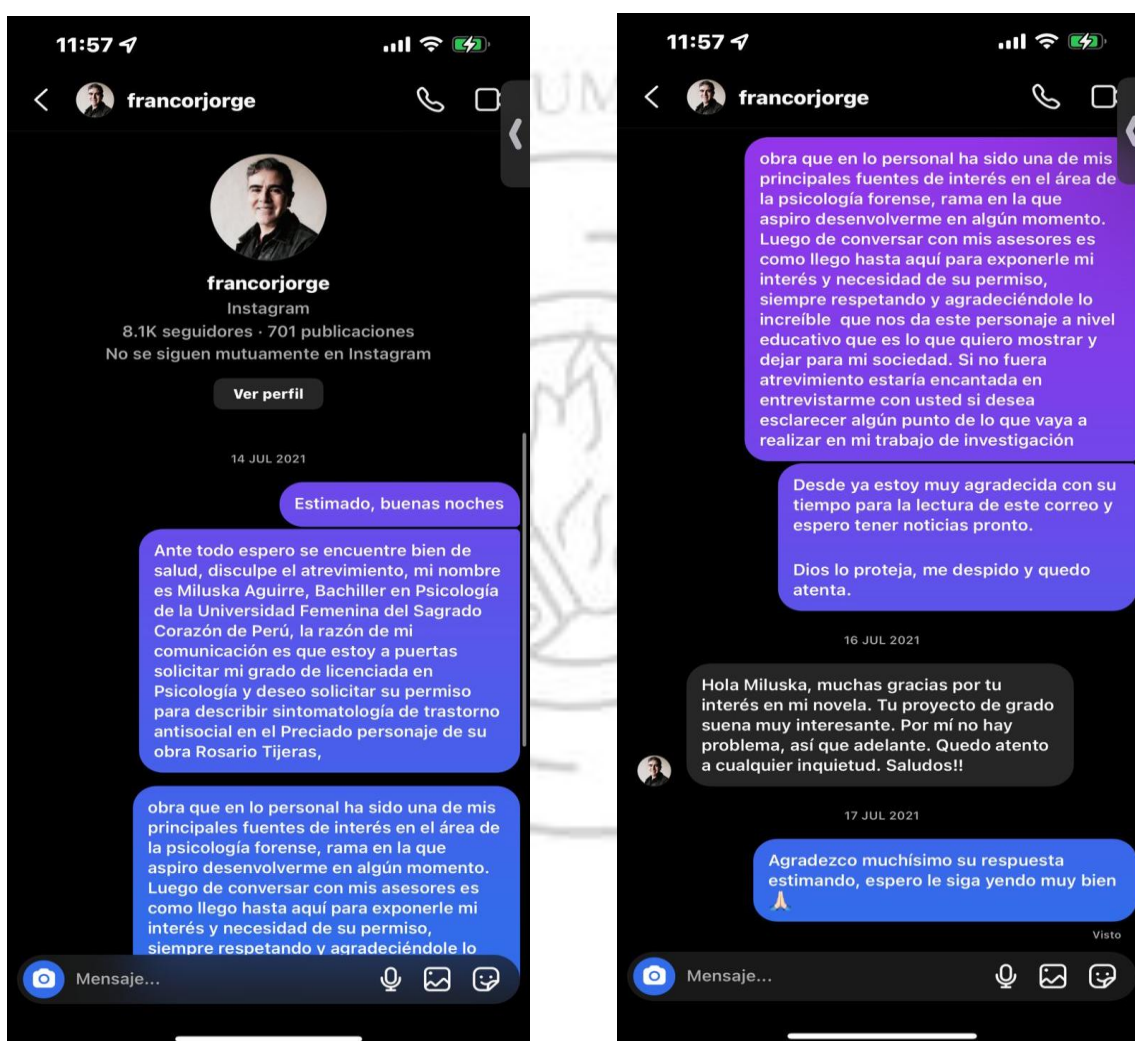 11:57
francorjorge
francorjorge
Instagram
8.1K seguidores · 701 publicaciones
No se siguen mutuamente en Instagram
Ver perfil
14 JUL 2021
Estimado, buenas noches
Ante todo espero se encuentre bien de
salud, disculpe el atrevimiento, mi nombre
es Miluska Aguirre, Bachiller en Psicología
de la Universidad Femenina del Sagrado
Corazón de Perú, la razón de mi
comunicación es que estoy a puertas
solicitar mi grado de licenciada en
Psicología y deseo solicitar su permiso
para describir sintomatología de trastorno
antisocial en el Preciado personaje de su
obra Rosario Tijeras,
obra que en lo personal ha sido una de mis
principales fuentes de interés en el área de
la psicología forense, rama en la que
aspiro desenvolverme en algún momento.
Luego de conversar con mis asesores es
como llego hasta aquí para exponerle mi
interés y necesidad de su permiso,
siempre respetando y agradeciéndole lo
Mensaje...
11:57
francorjorge
obra que en lo personal ha sido una de mis
principales fuentes de interés en el área de
la psicología forense, rama en la que
aspiro desenvolverme en algún momento.
Luego de conversar con mis asesores es
como llego hasta aquí para exponerle mi
interés y necesidad de su permiso,
siempre respetando y agradeciéndole lo
increíble que nos da este personaje a nivel
educativo que es lo que quiero mostrar y
dejar para mi sociedad. Si no fuera
atrevimiento estaría encantada en
entrevistarme con usted si desea
esclarecer algún punto de lo que vaya a
realizar en mi trabajo de investigación
Desde ya estoy muy agradecida con su
tiempo para la lectura de este correo y
espero tener noticias pronto.
Dios lo proteja, me despido y quedo
atenta.
16 JUL 2021
Hola Miluska, muchas gracias por tu
interés en mi novela. Tu proyecto de grado
suena muy interesante. Por mí no hay
problema, así que adelante. Quedo atento
a cualquier inquietud. Saludos!!
17 JUL 2021
Agradezco muchísimo su respuesta
estimando, espero le siga yendo muy bien
🙏🏻
Visto
Mensaje...